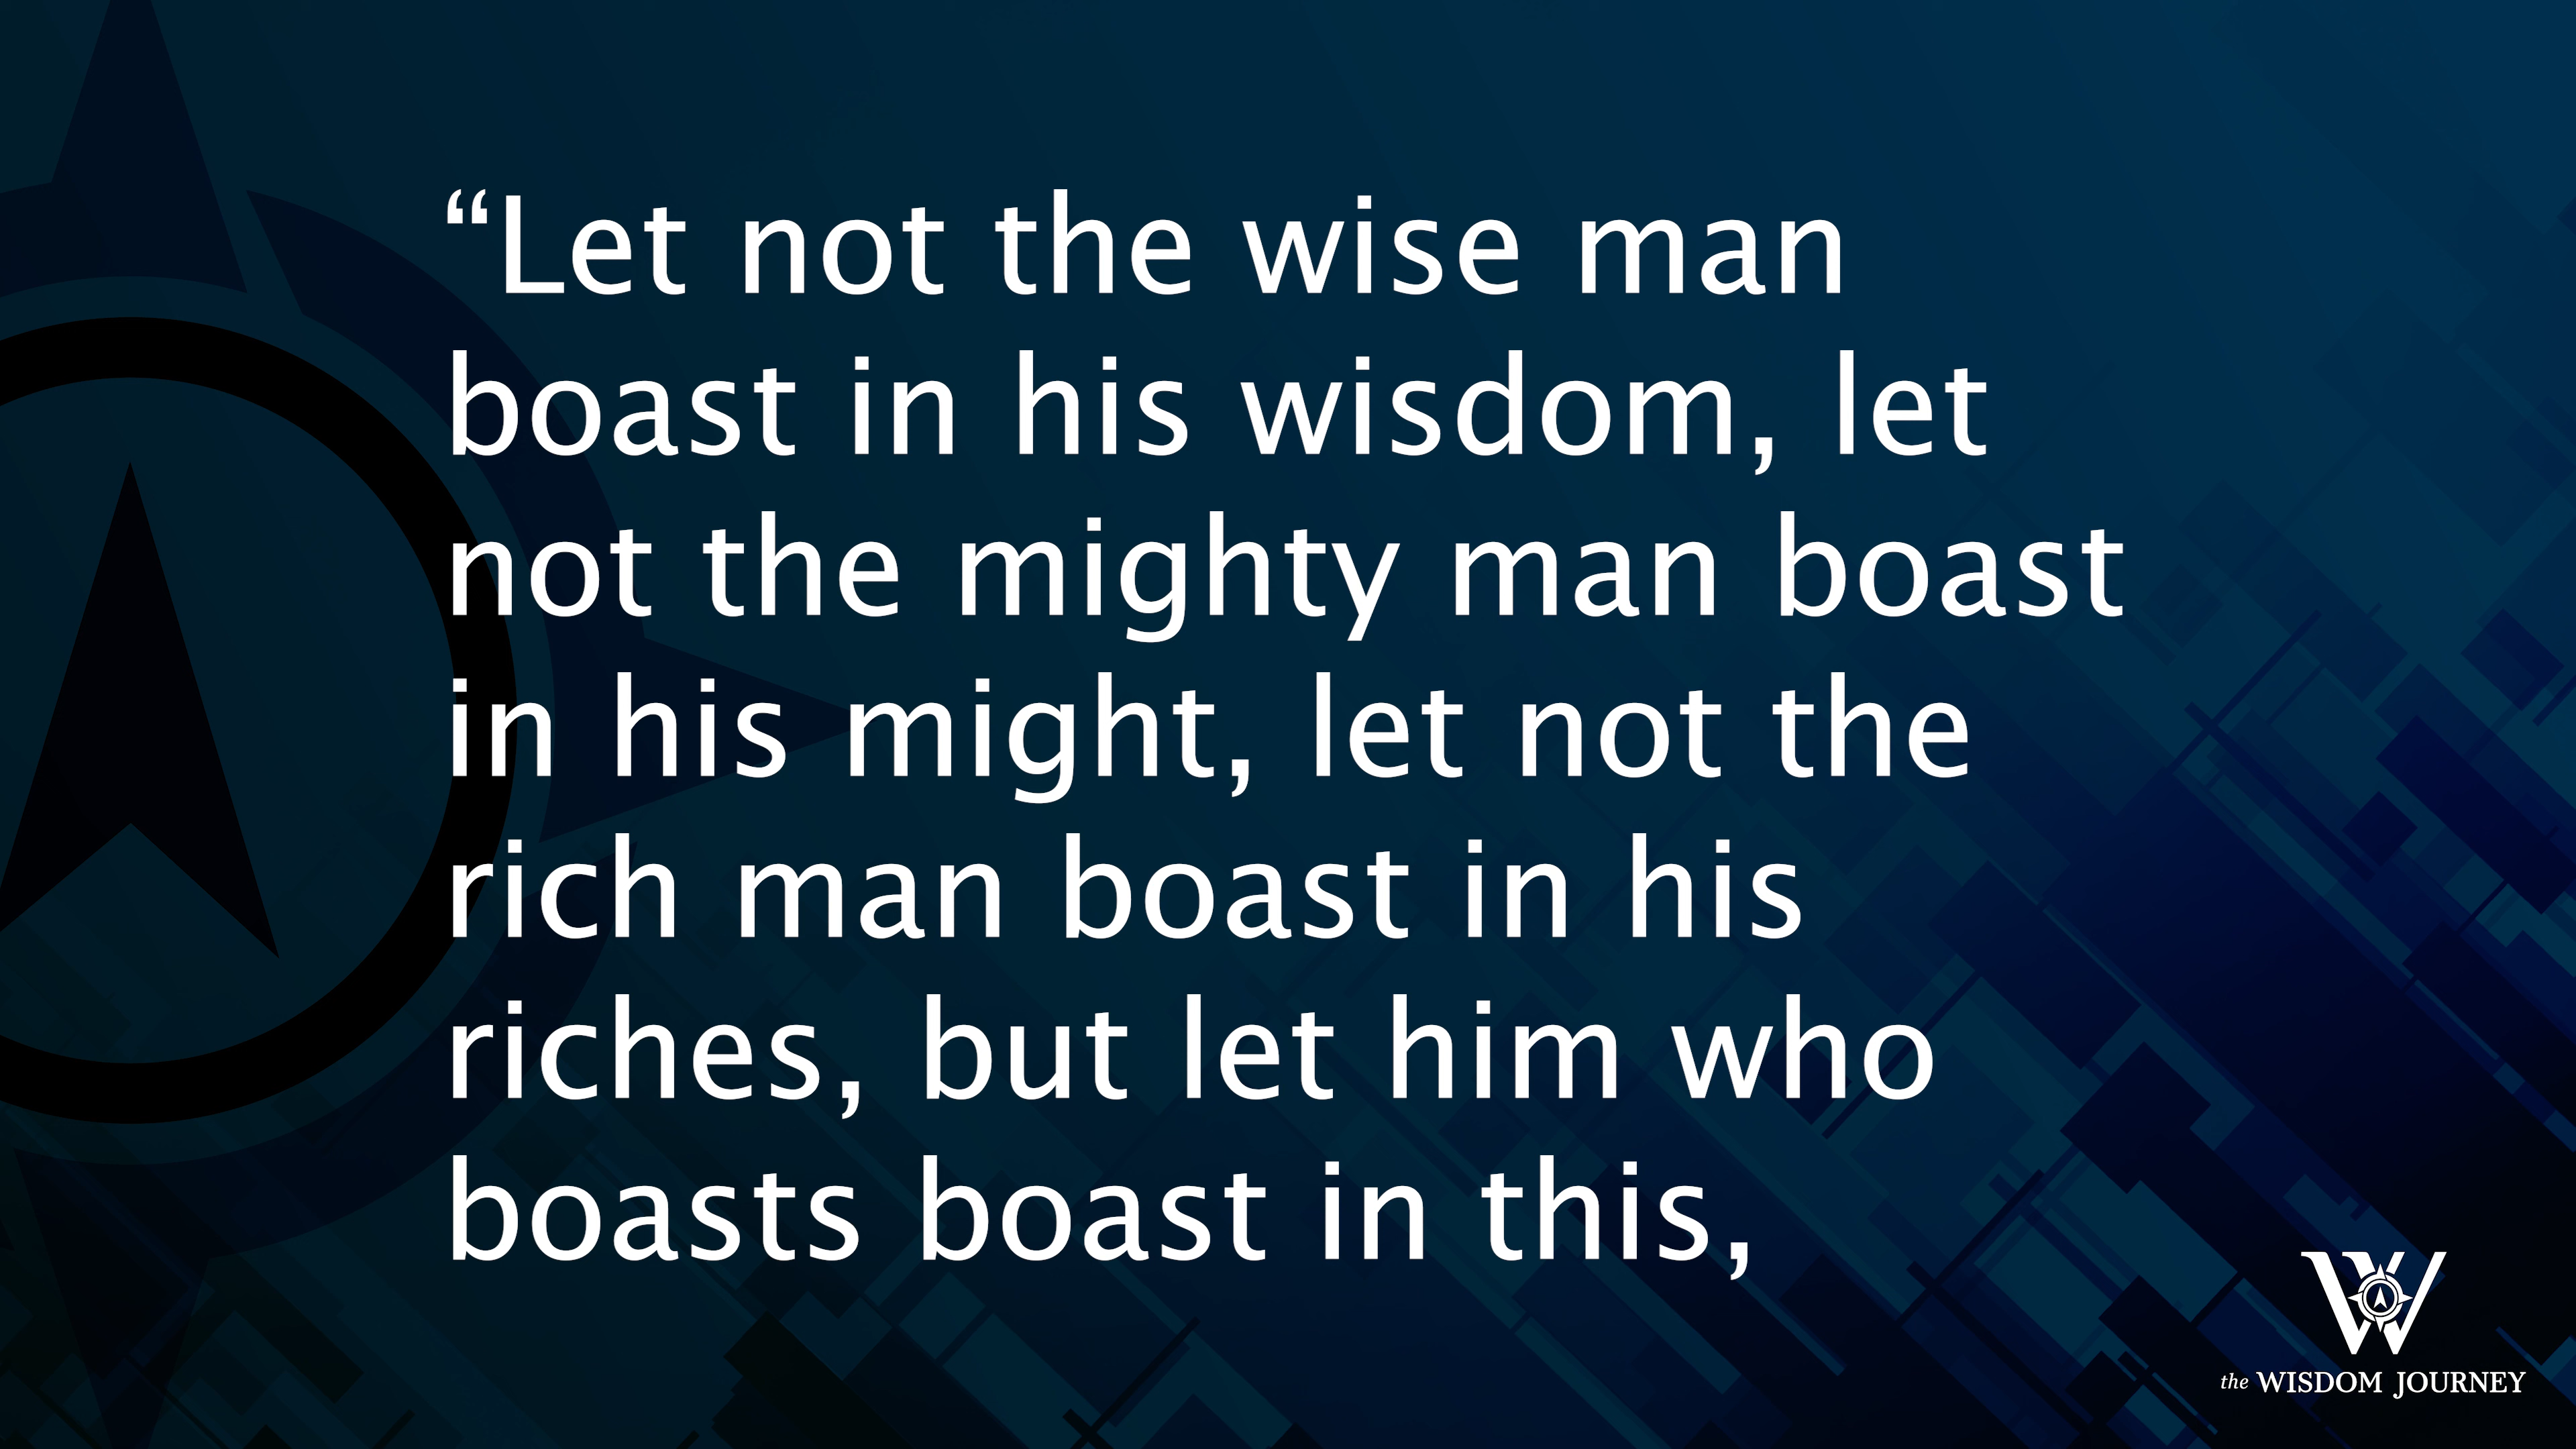 “Let not the wise man
boast in his wisdom, let
not the mighty man boast
in his might, let not the
rich man boast in his
riches, but let him who
boasts boast in this,
W
the WISDOM JOURNEY